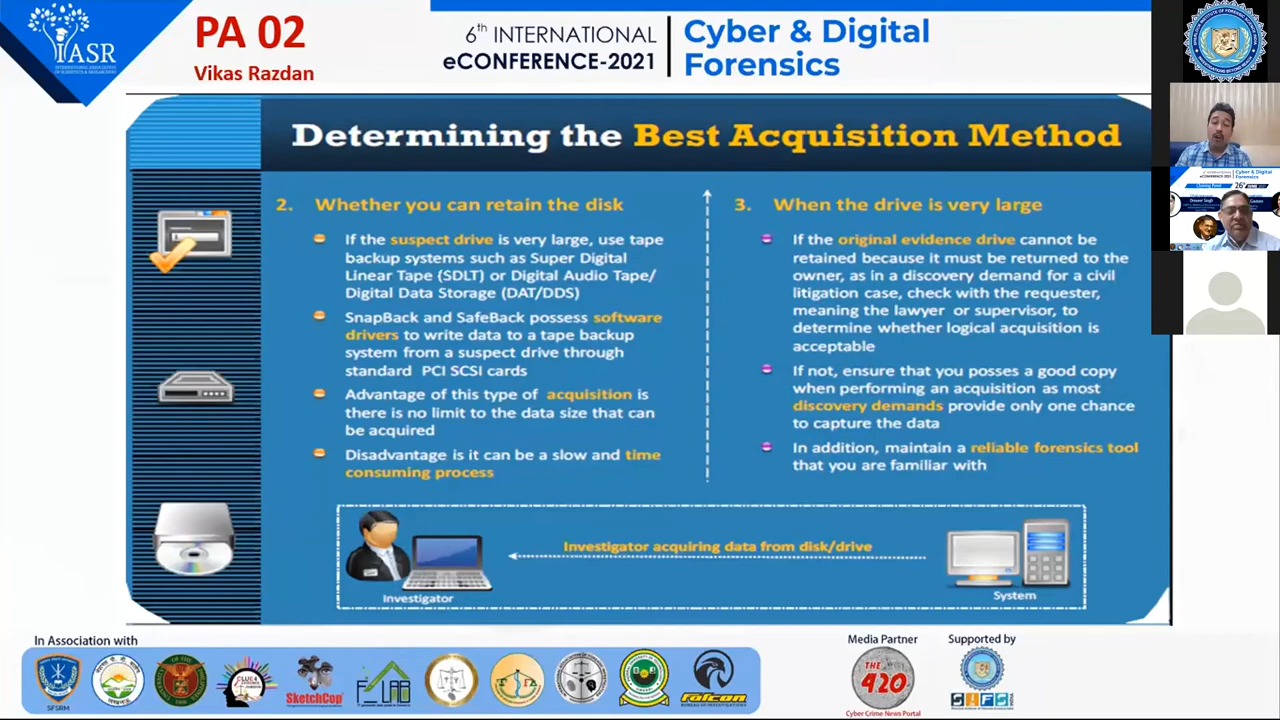 IASR
PA 02
Vikas Razdan
6th INTERNATIONAL
eCONFERENCE-2021
Cyber & Digital
Forensics
Determining the Best Acquisition Method
2. Whether you can retain the disk
If the suspect drive is very large, use tape
backup systems such as Super Digital
Linear Tape (SDLT) or Digital Audio Tape/
Digital Data Storage (DAT/DDS)
SnapBack and SafeBack possess software
drivers to write data to a tape backup
system from a suspect drive through
standard PCI SCSI cards
Advantage of this type of acquisition is
there is no limit to the data size that can
be acquired
Disadvantage is it can be a slow and time
consuming process
3. When the drive is very large
If the original evidence drive cannot be
retained because it must be returned to the
owner, as in a discovery demand for a civil
litigation case, check with the requester,
meaning the lawyer or supervisor, to
determine whether logical acquisition is
acceptable
If not, ensure that you posses a good copy
when performing an acquisition as most
discovery demands provide only one chance
to capture the data
In addition, maintain a reliable forensics tool
that you are familiar with
Investigator acquiring data from disk/drive
Investigator
System
Cyber & Digital
Forensics
In Association with
SFSRM
SketchCop
F LAB
falcon
Media Partner
THE
420
Cyber Crime News Portal
Supported by
SIFS